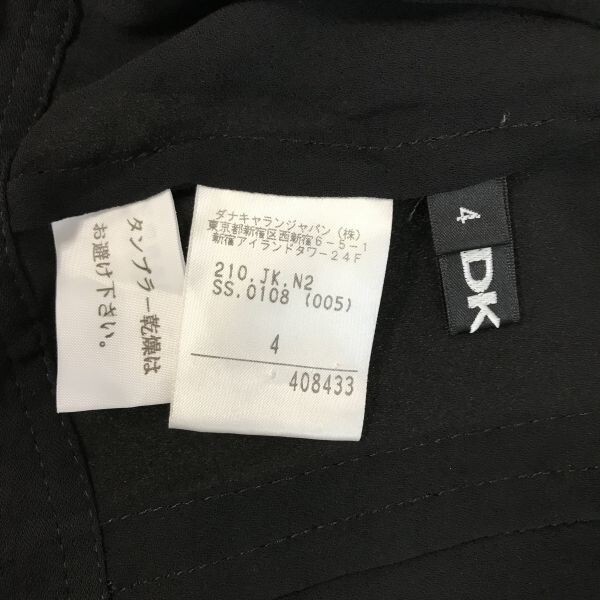 タンブラー乾燥は
お避け下さい。
ダナキャランジャパン(株)
東京都新宿区西新宿6-5-1
新宿アイランドタワー24F
210.JK.N2
SS.0108 (005)
4
408433
4
DK